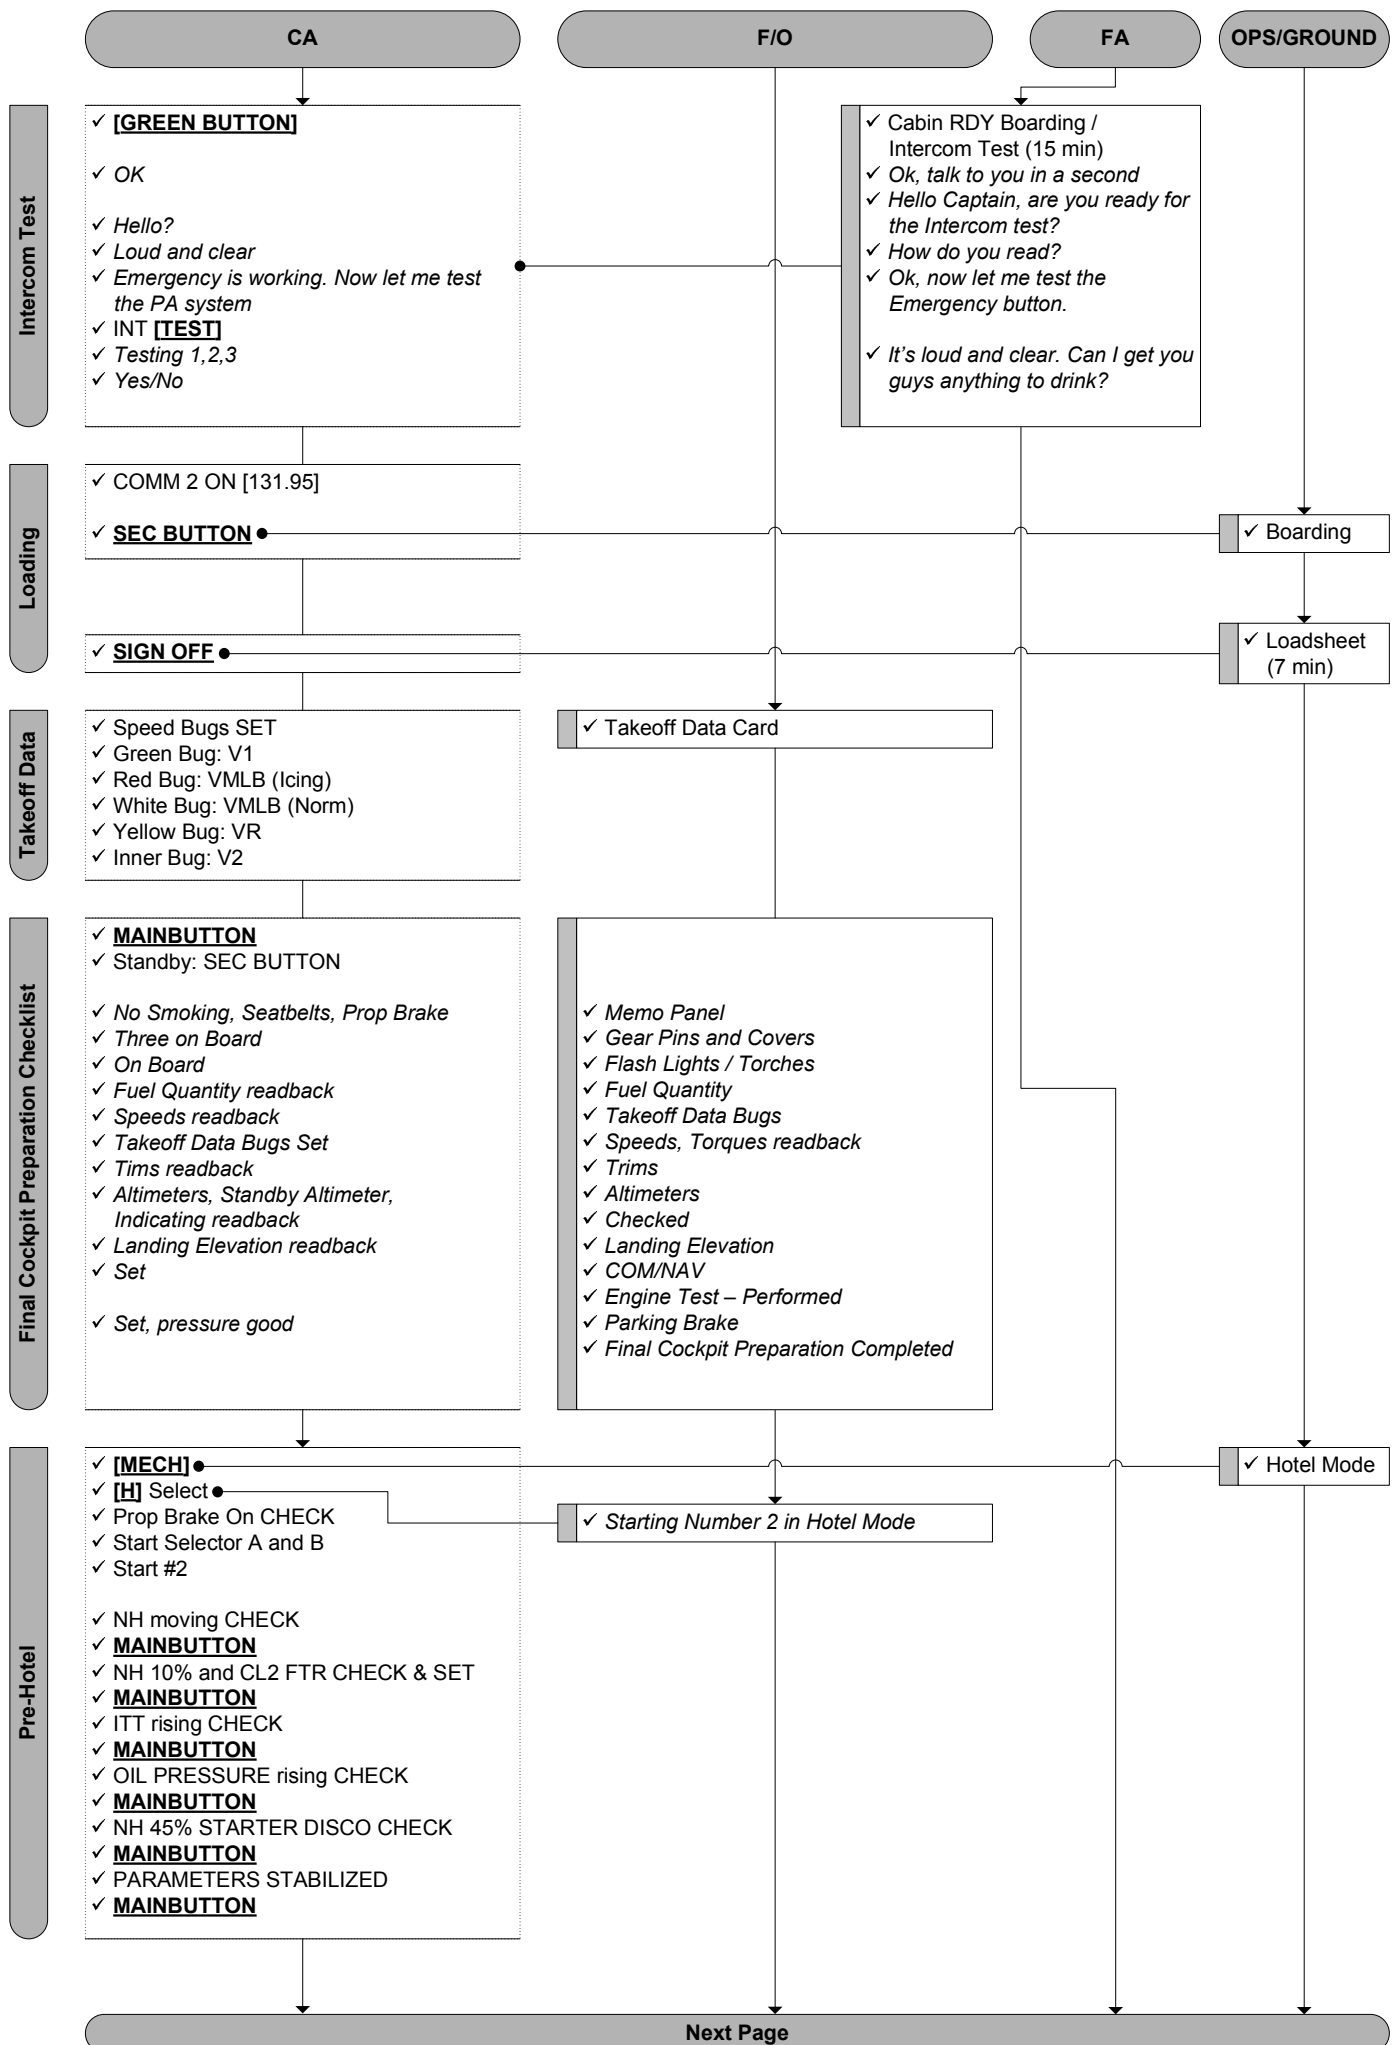 CA
F/O
FA
OPS/GROUND
Intercom Test
✓ [GREEN BUTTON]
✓ OK
✓ Hello?
✓ Loud and clear
✓ Emergency is working. Now let me test
the PA system
✓ INT [TEST]
✓ Testing 1,2,3
✓ Yes/No
✓ Cabin RDY Boarding /
Intercom Test (15 min)
✓ Ok, talk to you in a second
✓ Hello Captain, are you ready for
the Intercom test?
✓ How do you read?
✓ Ok, now let me test the
Emergency button.
✓ It's loud and clear. Can I get you
guys anything to drink?
Loading
✓ COMM 2 ON [131.95]
✓ SEC BUTTON
✓ Boarding
✓ SIGN OFF
✓ Loadsheet
(7 min)
Takeoff Data
✓ Speed Bugs SET
✓ Green Bug: V1
✓ Red Bug: VMLB (Icing)
✓ White Bug: VMLB (Norm)
✓ Yellow Bug: VR
✓ Inner Bug: V2
✓ Takeoff Data Card
Final Cockpit Preparation Checklist
✓ MAINBUTTON
✓ Standby: SEC BUTTON
✓ No Smoking, Seatbelts, Prop Brake
✓ Three on Board
✓ On Board
✓ Fuel Quantity readback
✓ Speeds readback
✓ Takeoff Data Bugs Set
✓ Tims readback
✓ Altimeters, Standby Altimeter,
Indicating readback
✓ Landing Elevation readback
✓ Set
✓ Set, pressure good
✓ Memo Panel
✓ Gear Pins and Covers
✓ Flash Lights / Torches
✓ Fuel Quantity
✓ Takeoff Data Bugs
✓ Speeds, Torques readback
✓ Trims
✓ Altimeters
✓ Checked
✓ Landing Elevation
✓ COM/NAV
✓ Engine Test – Performed
✓ Parking Brake
✓ Final Cockpit Preparation Completed
Pre-Hotel
✓ [MECH]
✓ [H] Select
✓ Prop Brake On CHECK
✓ Start Selector A and B
✓ Start #2
✓ NH moving CHECK
✓ MAINBUTTON
✓ NH 10% and CL2 FTR CHECK & SET
✓ MAINBUTTON
✓ ITT rising CHECK
✓ MAINBUTTON
✓ OIL PRESSURE rising CHECK
✓ MAINBUTTON
✓ NH 45% STARTER DISCO CHECK
✓ MAINBUTTON
✓ PARAMETERS STABILIZED
✓ MAINBUTTON
✓ Starting Number 2 in Hotel Mode
✓ Hotel Mode
Next Page